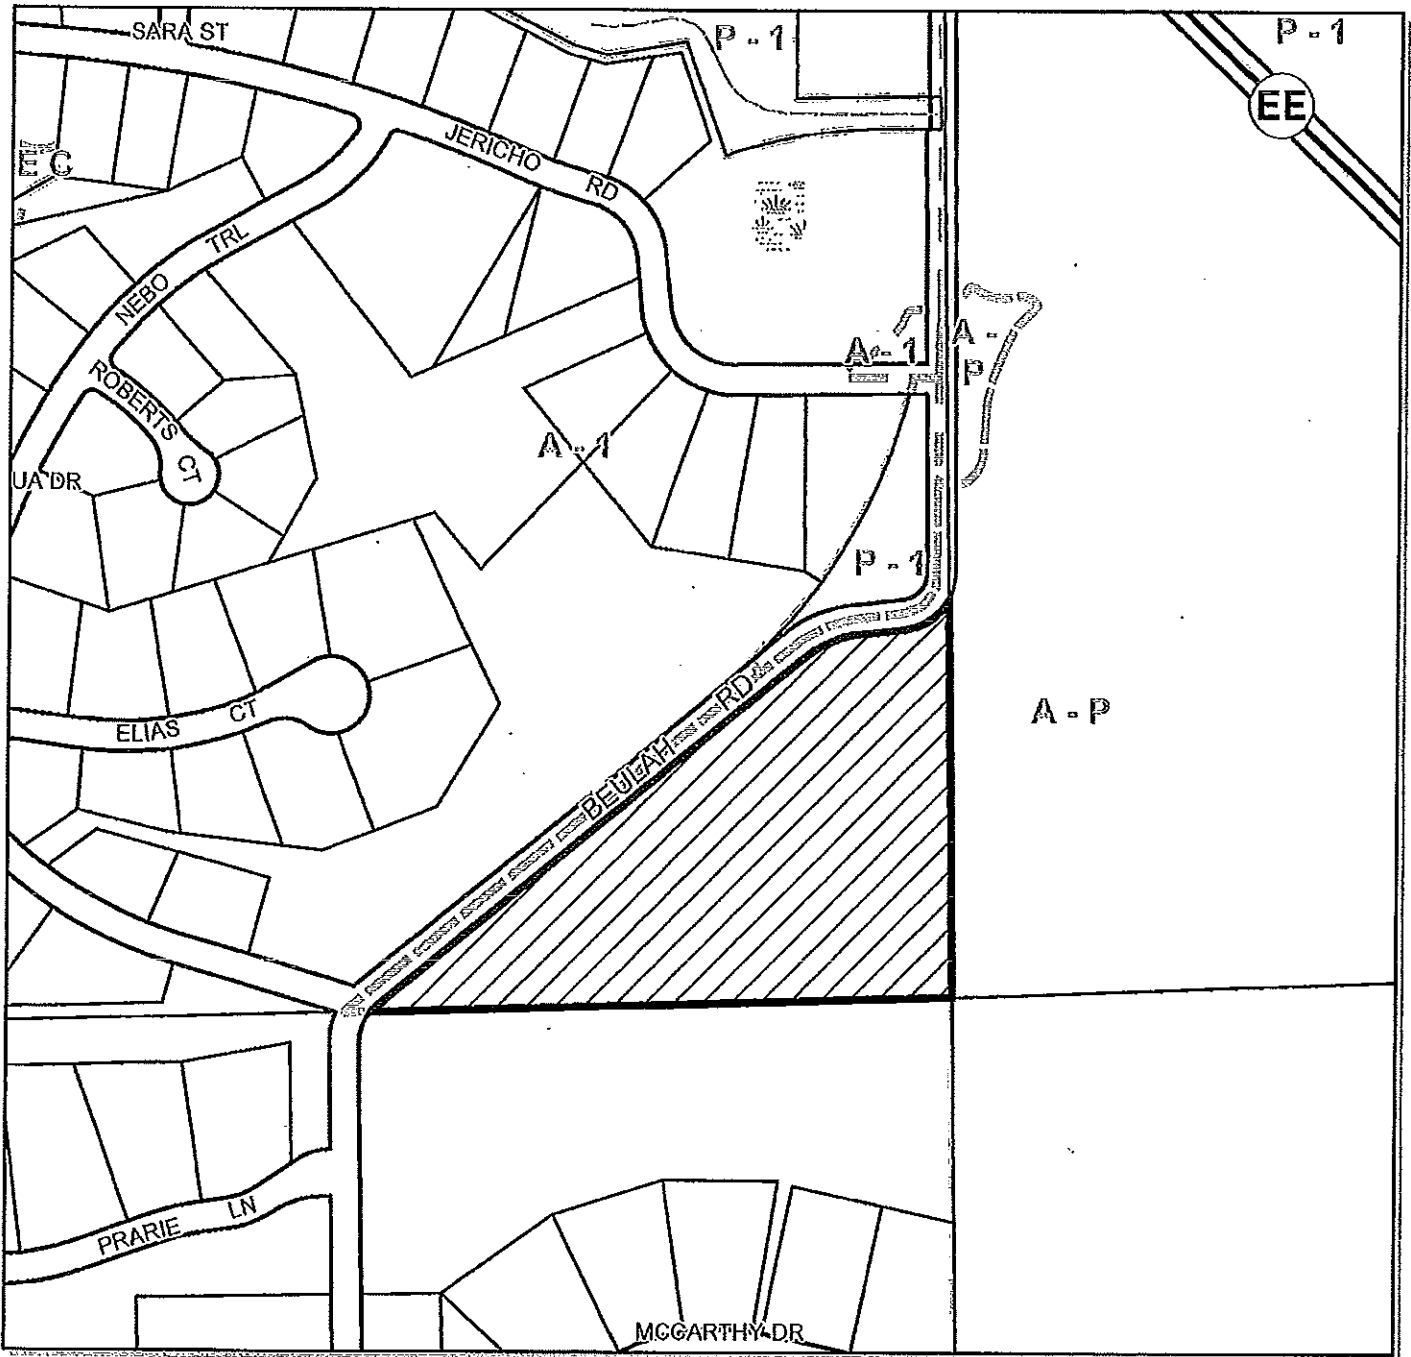 SARA ST
P - 1
P - 1
EE
JERICHO RD
E C
NEBO TRL
A - 1
A - P
ROBERTS CT
A - 1
UA DR
P - 1
BEULAH RD
A - P
ELIAS CT
PRARIE LN
MCCARTHY DR